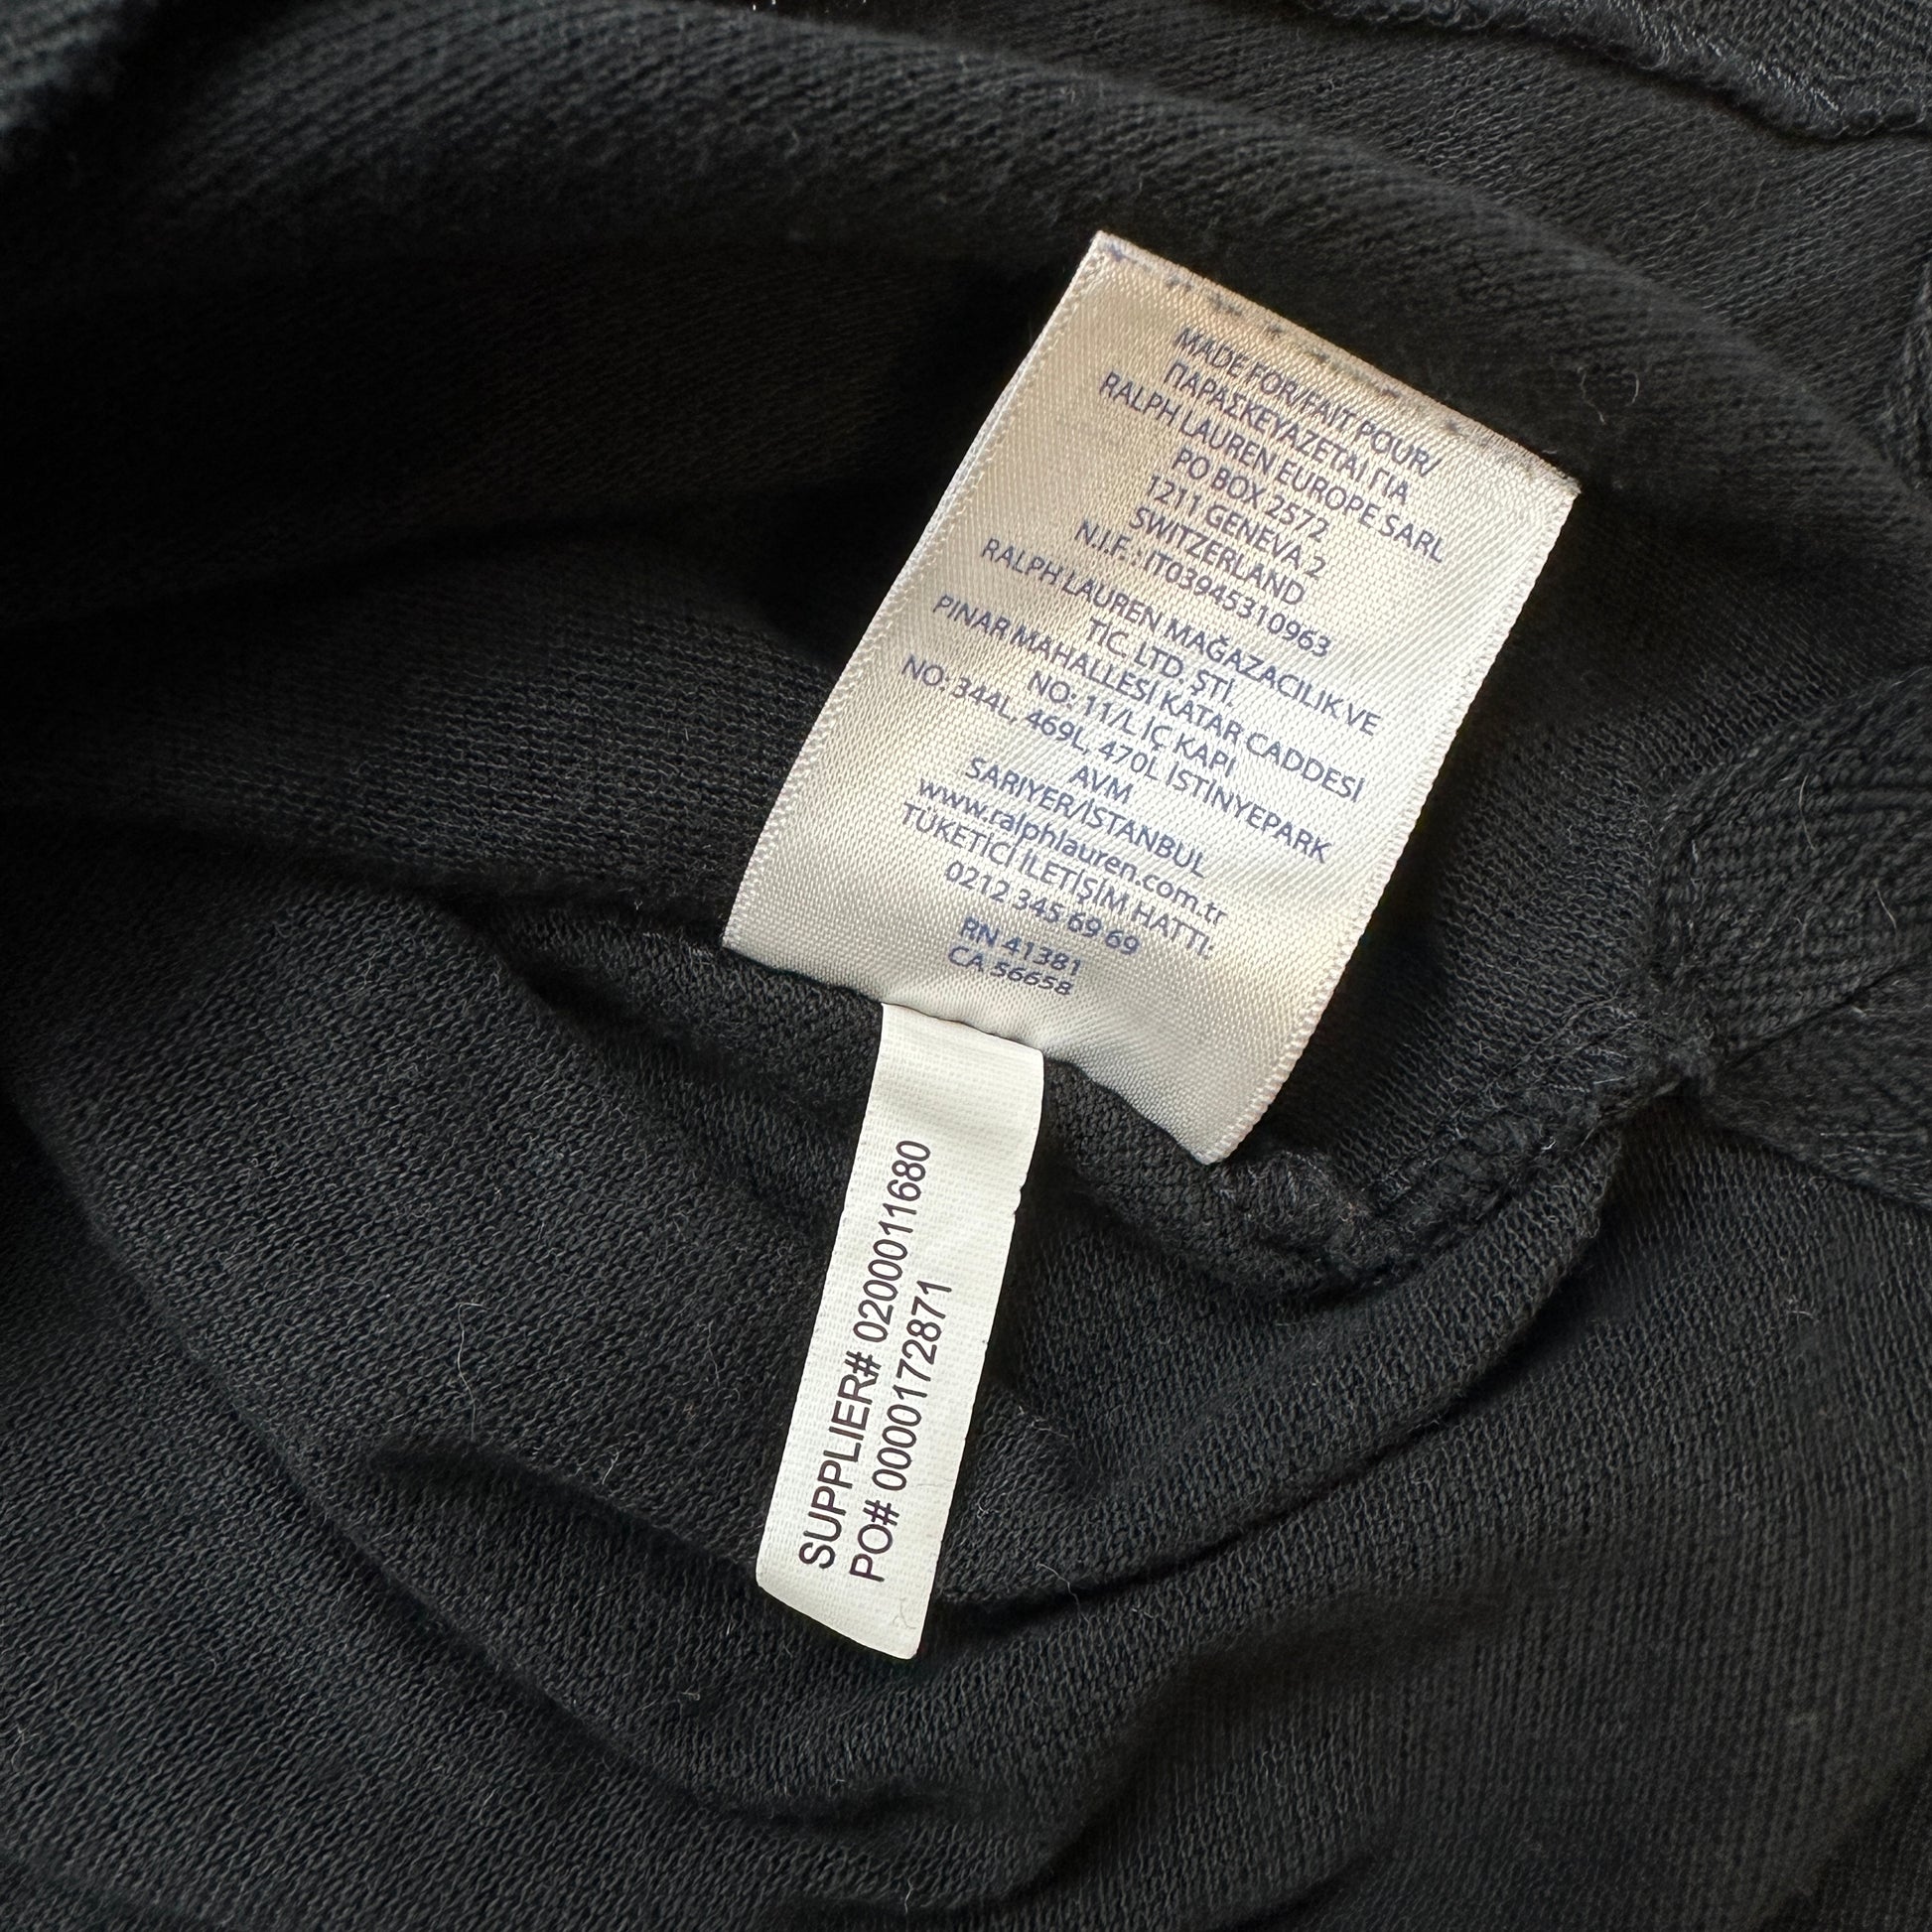 MADE FOR/FAIT POUR/
ΠΑΡΑΣΚΕΥΑΖΕΤΑΙ ΓΙΑ
RALPH LAUREN EUROPE SARL
PO BOX 2572
1211 GENEVA 2
SWITZERLAND
N.I.F. : IT03945310963
RALPH LAUREN MAĞAZACILIK VE
TİC. LTD. ŞTİ.
PINAR MAHALLESİ KATAR CADDESİ
NO: 11/L İÇ KAPI
NO: 344L, 469L, 470L İSTİNYEPARK
AVM
SARIYER/İSTANBUL
www.ralphlauren.com.tr
TÜKETİCİ İLETİŞİM HATTI.
0212 345 69 69
RN 41381
CA 56658
SUPPLIER# 0200011680
PO# 0000172871